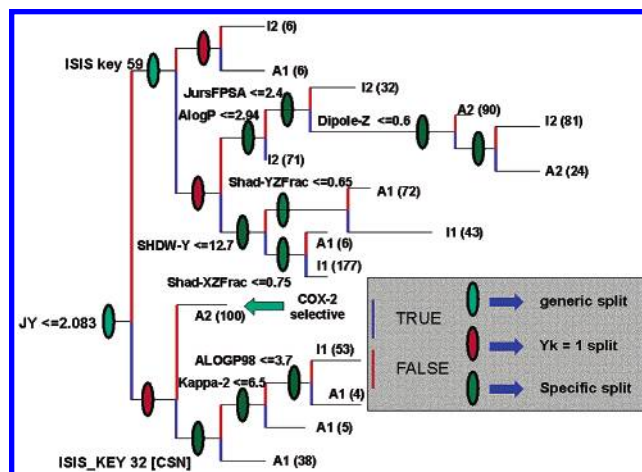 I2 (6)
ISIS key 59
A1 (6)
JursFPSA <=2.4
I2 (32)
AlogP <=2.94
Dipole-Z <=0.6
A2 (90)
I2 (81)
I2 (71)
A2 (24)
Shad-YZFrac <=0.65
A1 (72)
SHDW-Y <=12.7
A1 (6)
I1 (43)
I1 (177)
Shad-XZFrac <=0.75
A2 (100)
COX-2
selective
JY <=2.083
TRUE
FALSE
generic split
Yk = 1 split
Specific split
ALOGP98 <=3.7
I1 (53)
Kappa-2 <=6.5
A1 (4)
A1 (5)
ISIS_KEY 32 [CSN]
A1 (38)